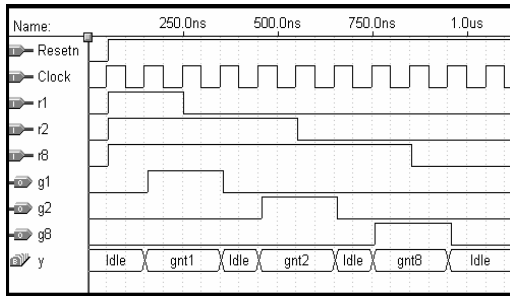 Name: 250.0ns 500.0ns 750.0ns 1.0us
Resetn
Clock
r1
r2
r8
g1
g2
g8
y Idle gnt1 Idle gnt2 Idle gnt8 Idle